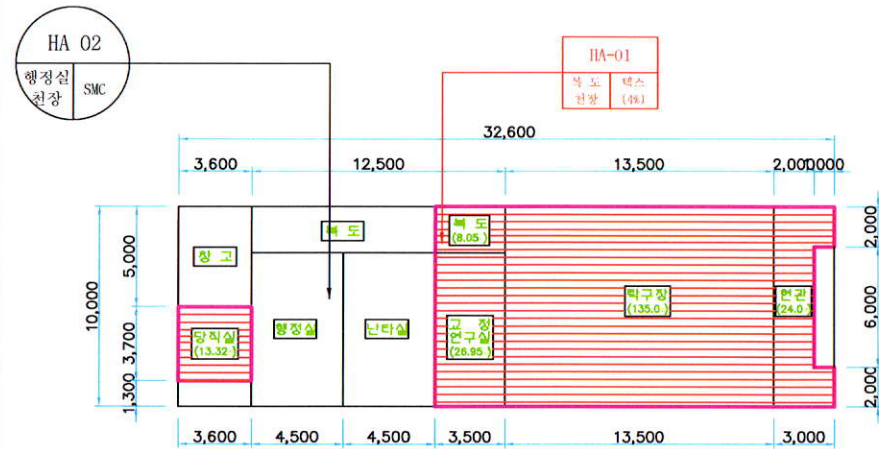 HA 02
행정실
천장
SMC
HA-01
복 도
천장
텍스
(4%)
32,600
3,600
12,500
13,500
2,000
1,000
복 도
복 도
(8.05)
창 고
당직실
(13.32)
행정실
난타실
교 정
연구실
(26.95)
탁구장
(135.0)
현관
(24.0)
10,000
5,000
3,700
1,300
2,000
6,000
2,000
3,600
4,500
4,500
3,500
13,500
3,000